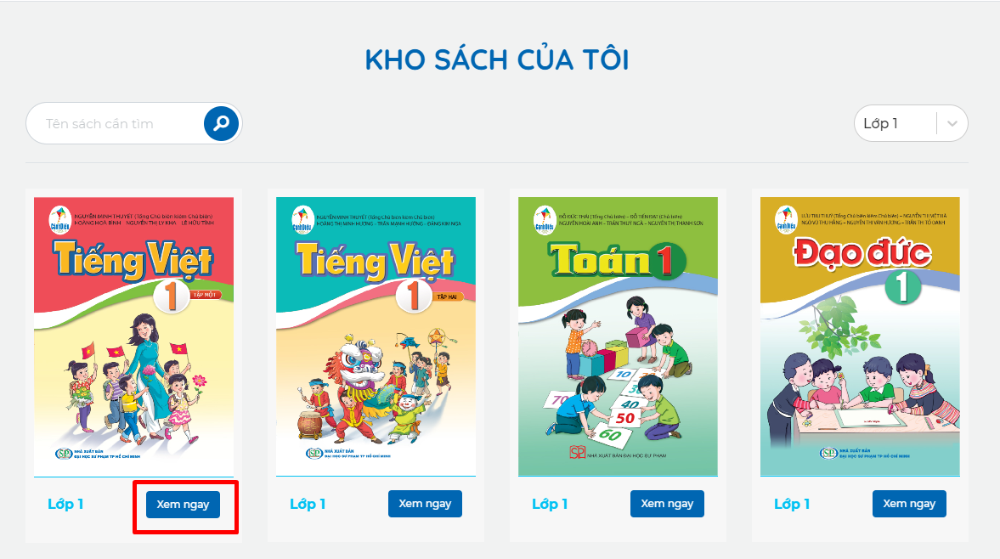 KHO SÁCH CỦA TÔI
Tên sách cần tìm
Lớp 1
Cánh Diều
NGUYỄN MINH THUYẾT (Tổng Chủ biên kiêm Chủ biên)
HOÀNG HOÀ BÌNH - NGUYỄN THỊ LY KHA - LÊ HỮU TỈNH
Tiếng Việt
1
TẬP MỘT
NHÀ XUẤT BẢN
ĐẠI HỌC SƯ PHẠM TP HỒ CHÍ MINH
Lớp 1
Xem ngay
Cánh Diều
NGUYỄN MINH THUYẾT (Tổng Chủ biên kiêm Chủ biên)
HOÀNG THỊ MINH HƯƠNG - TRẦN MẠNH HƯỞNG - ĐẶNG KIM NGA
Tiếng Việt
1
TẬP HAI
NHÀ XUẤT BẢN
ĐẠI HỌC SƯ PHẠM TP HỒ CHÍ MINH
Lớp 1
Xem ngay
Cánh Diều
ĐỖ ĐỨC THÁI (Tổng Chủ biên) - ĐỖ TIẾN ĐẠT (Chủ biên)
NGUYỄN HOÀI ANH - TRẦN THUÝ NGÀ - NGUYỄN THỊ THANH SƠN
Toán 1
10
70
40
50
60
NHÀ XUẤT BẢN ĐẠI HỌC SƯ PHẠM
Lớp 1
Xem ngay
Cánh Diều
LƯU THU THUỶ (Tổng Chủ biên kiêm Chủ biên) - NGUYỄN THỊ VIỆT HÀ
NGÔ VŨ THU HẰNG - NGUYỄN THỊ VÂN HƯƠNG - TRẦN THỊ TỐ OANH
Đạo đức
1
NHÀ XUẤT BẢN
ĐẠI HỌC SƯ PHẠM TP HỒ CHÍ MINH
Lớp 1
Xem ngay